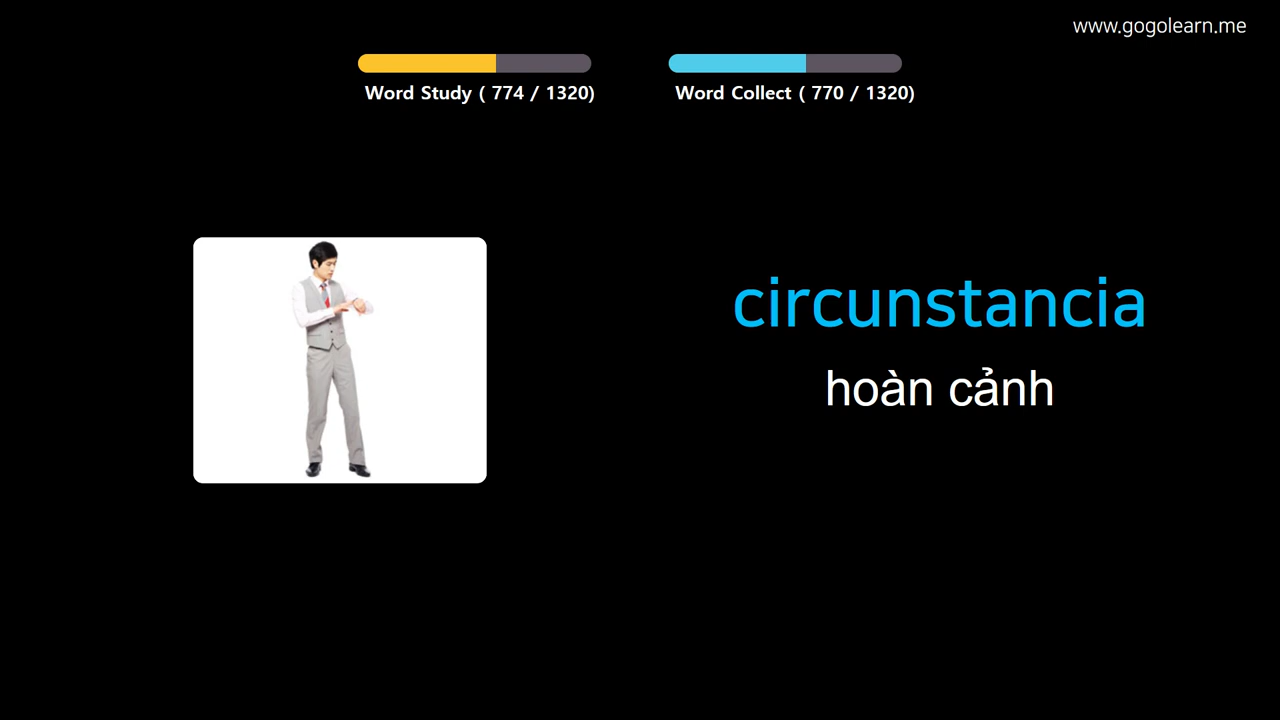 www.gogolearn.me
Word Study ( 774 / 1320)
Word Collect ( 770 / 1320)
circunstancia
hoàn cảnh